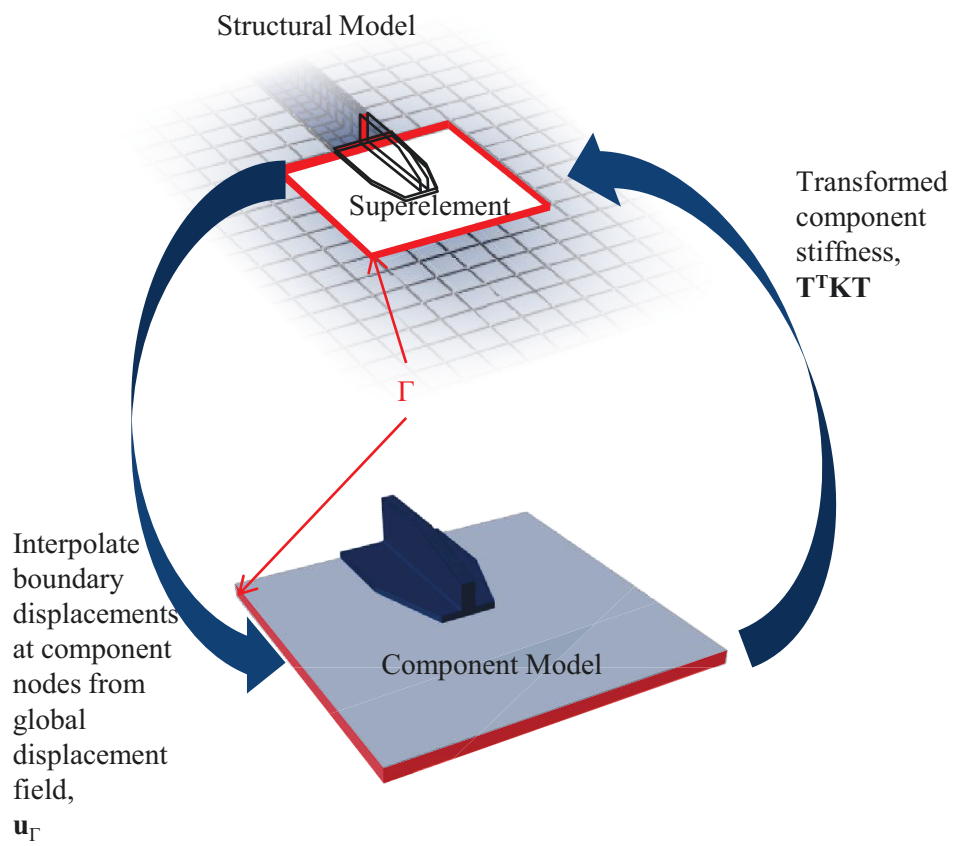 Structural Model
Superelement
Transformed
component
stiffness,
TᵀKT
Γ
Interpolate
boundary
displacements
at component
nodes from
global
displacement
field,
u_Γ
Component Model